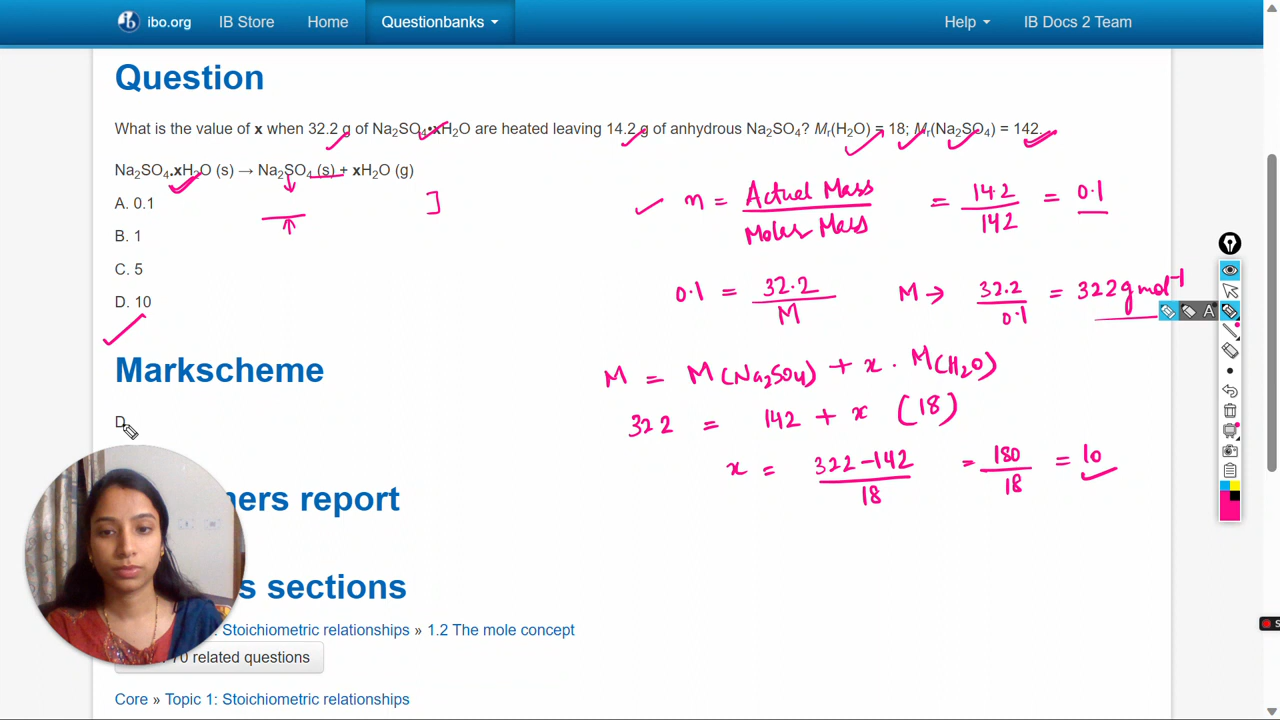 ibo.org IB Store Home Questionbanks Help IB Docs 2 Team
Question
What is the value of x when 32.2 g of Na₂SO₄•xH₂O are heated leaving 14.2 g of anhydrous Na₂SO₄? Mr(H₂O) = 18; Mr(Na₂SO₄) = 142.
Na₂SO₄.xH₂O (s) → Na₂SO₄ (s) + xH₂O (g)
A. 0.1
B. 1
C. 5
D. 10
n = Actual Mass / Molar Mass = 14.2 / 142 = 0.1
0.1 = 32.2 / M M → 32.2 / 0.1 = 322 g mol⁻¹
M = M(Na₂SO₄) + x . M(H₂O)
322 = 142 + x (18)
x = 322-142 / 18 = 180 / 18 = 10
A
Markscheme
D
ners report
s sections
: Stoichiometric relationships » 1.2 The mole concept
70 related questions
Core » Topic 1: Stoichiometric relationships